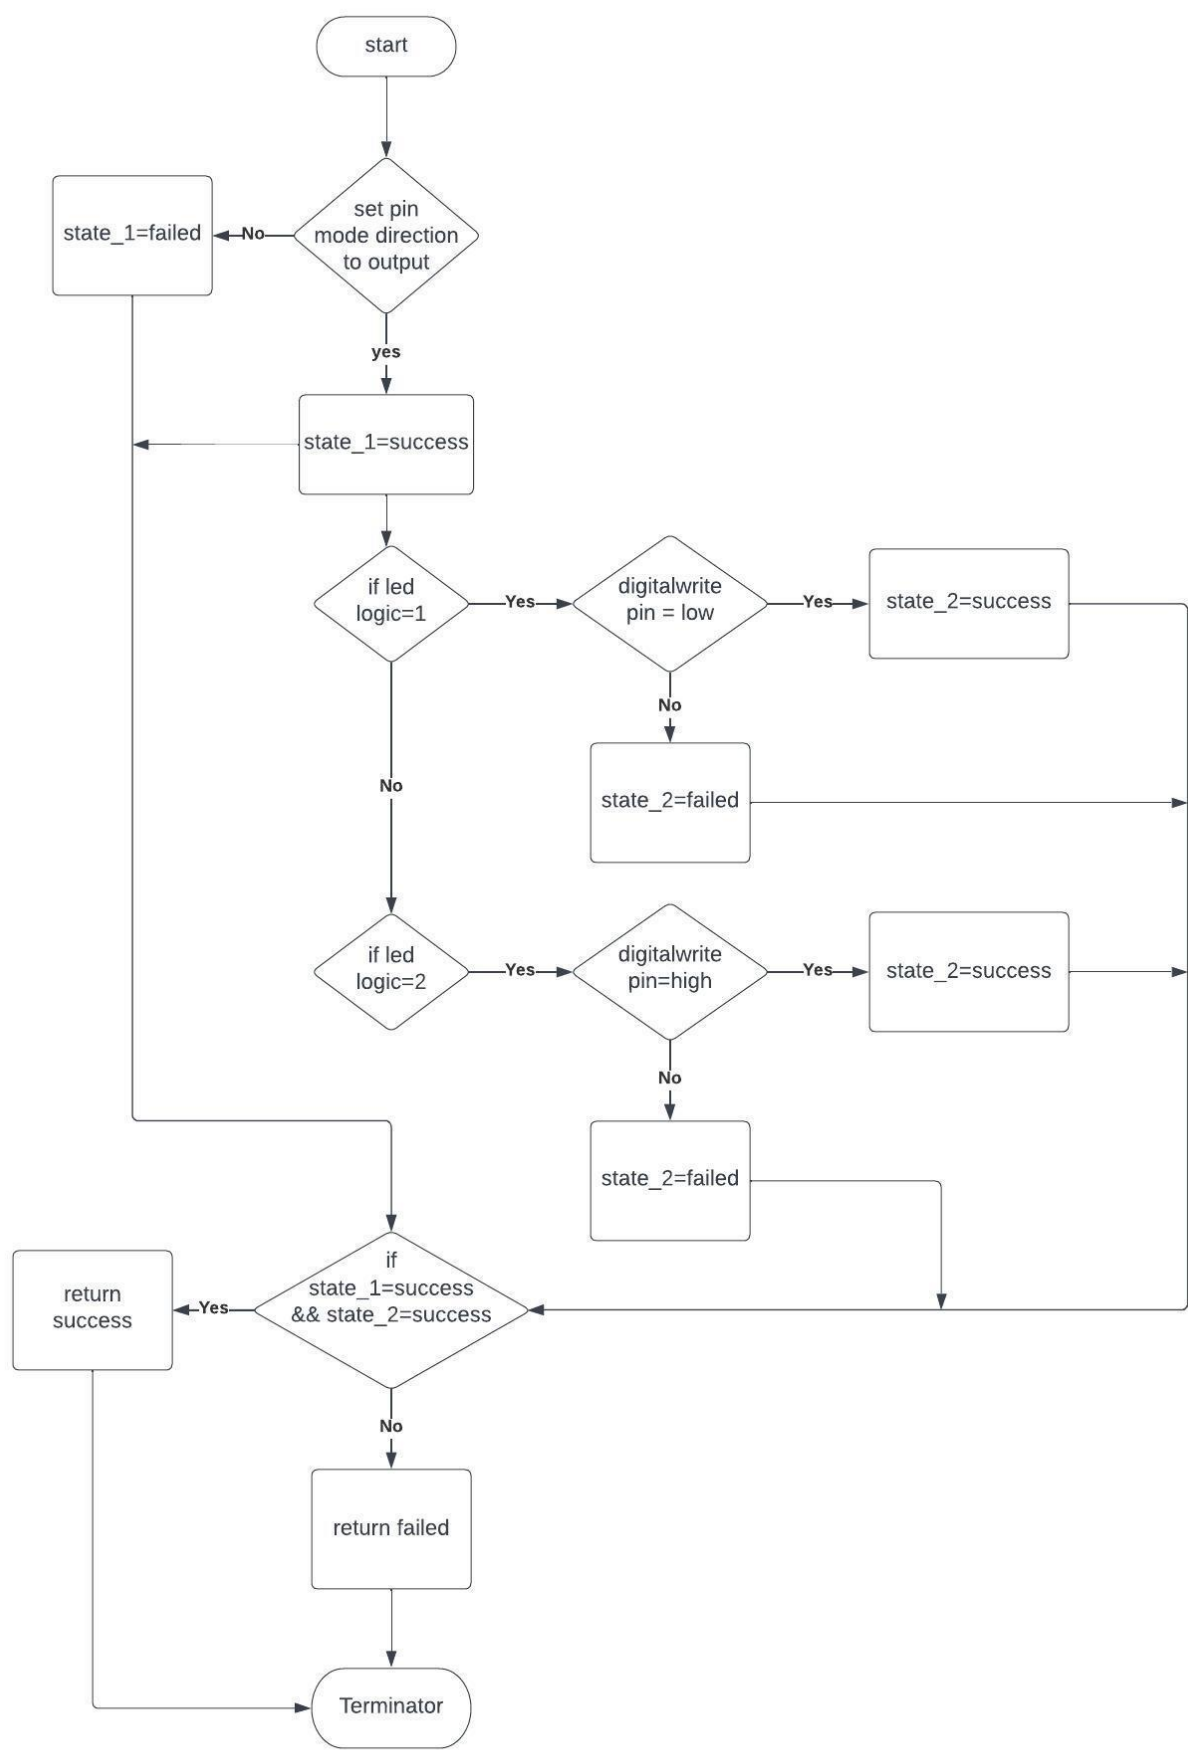 start
set pin
mode direction
to output
No
state_1=failed
yes
state_1=success
if led
logic=1
Yes
digitalwrite
pin = low
Yes
state_2=success
No
state_2=failed
No
if led
logic=2
Yes
digitalwrite
pin=high
Yes
state_2=success
No
state_2=failed
if
state_1=success
&& state_2=success
Yes
return
success
No
return failed
Terminator